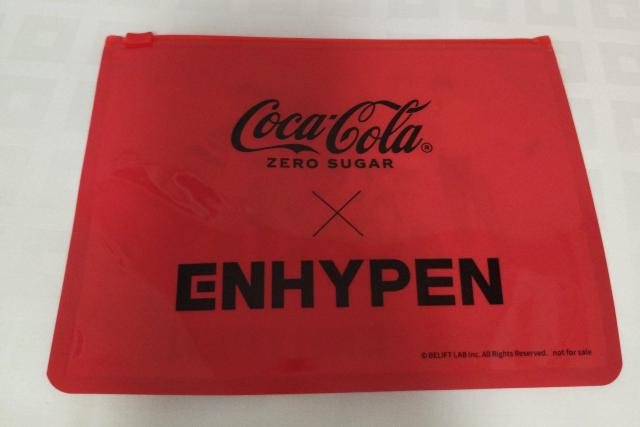 Coca-Cola®
ZERO SUGAR
X
ENHYPEN
© BELIFT LAB Inc. All Rights Reserved. not for sale